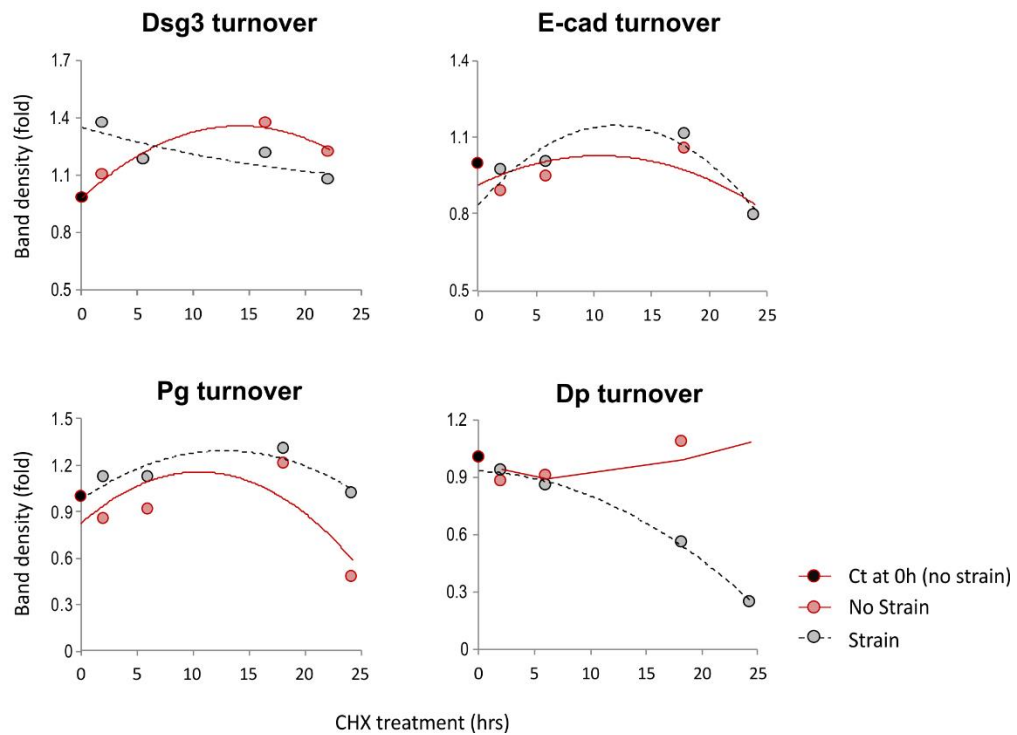 Dsg3 turnover
1.7
1.4
1.1
0.8
0.5
0 5 10 15 20 25
Band density (fold)
E-cad turnover
1.4
1.1
0.8
0.5
0 5 10 15 20 25
Pg turnover
1.5
1.2
0.9
0.6
0.3
0
0 5 10 15 20 25
Band density (fold)
Dp turnover
1.2
0.9
0.6
0.3
0
0 5 10 15 20 25
Ct at 0h (no strain)
No Strain
Strain
CHX treatment (hrs)